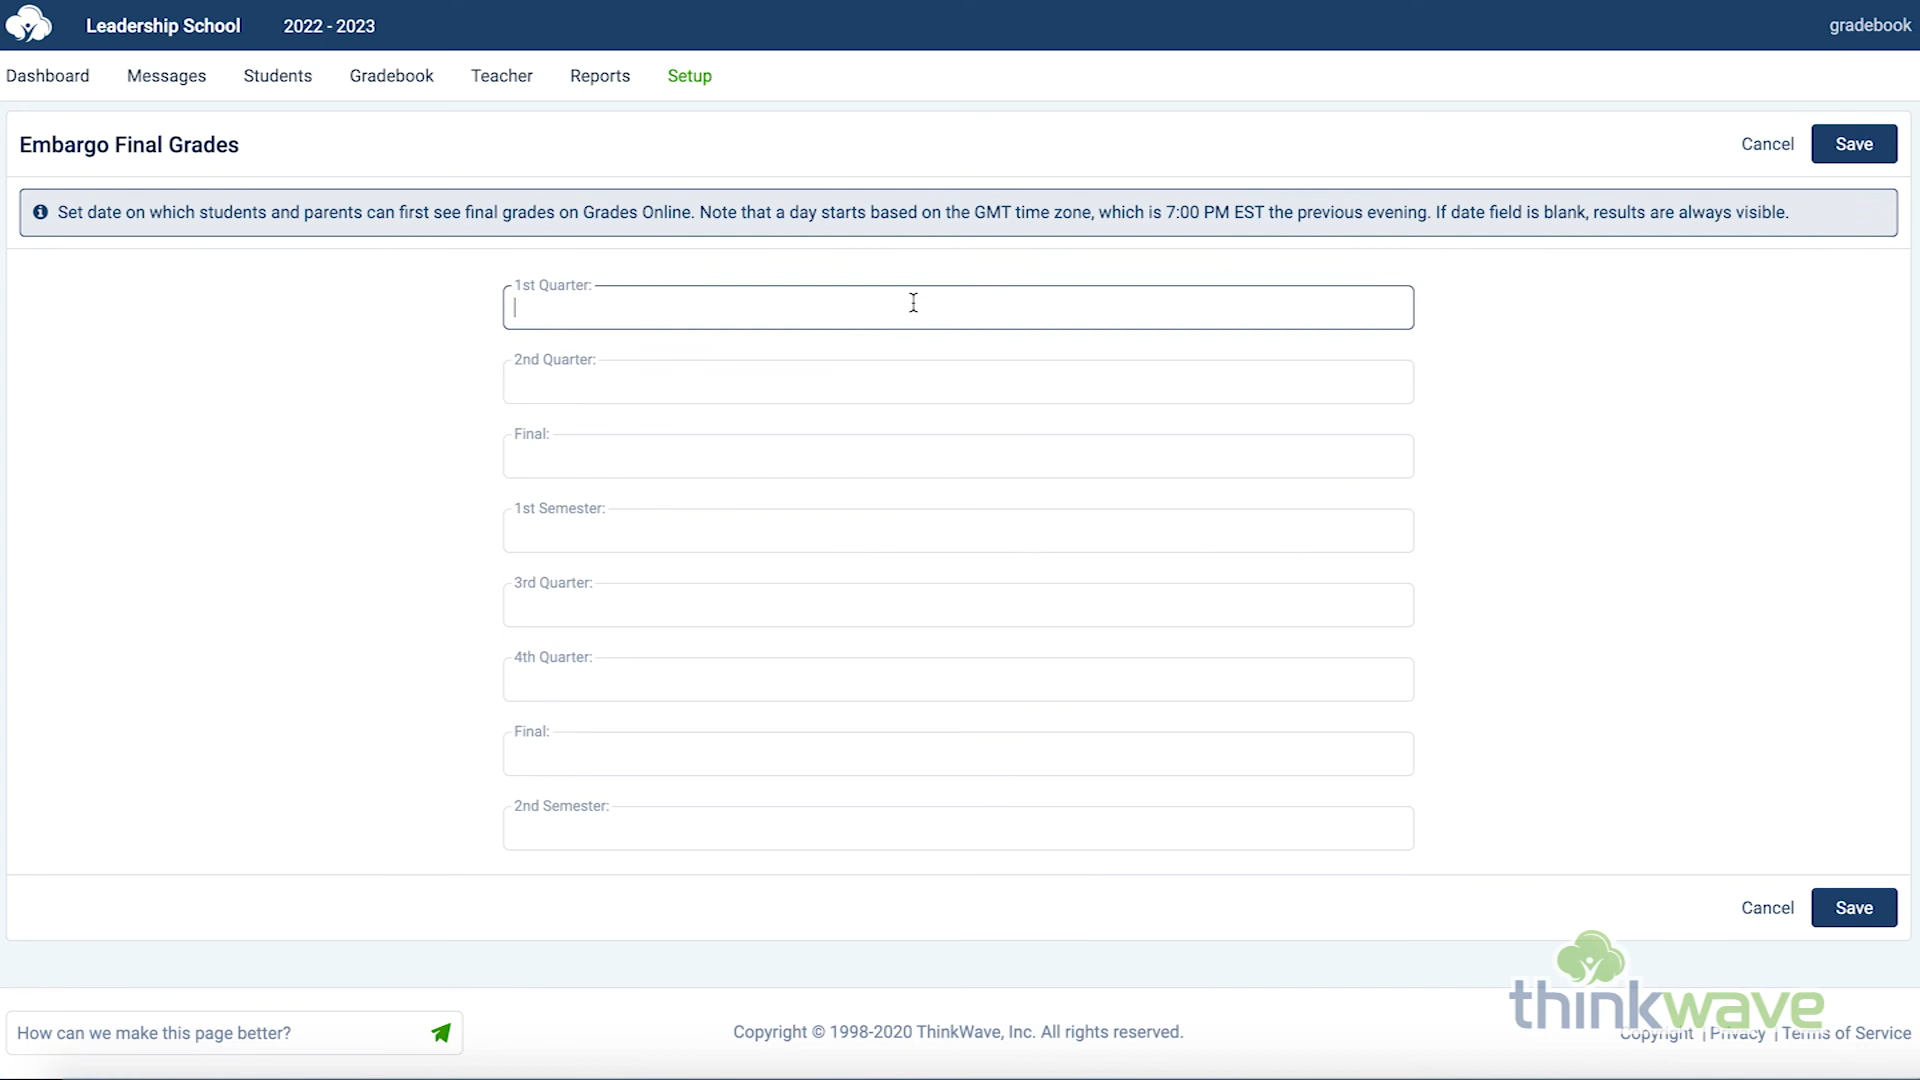 Leadership School 2022 - 2023 gradebook
Dashboard Messages Students Gradebook Teacher Reports Setup
Embargo Final Grades Cancel Save
Set date on which students and parents can first see final grades on Grades Online. Note that a day starts based on the GMT time zone, which is 7:00 PM EST the previous evening. If date field is blank, results are always visible.
1st Quarter:
2nd Quarter:
Final:
1st Semester:
3rd Quarter:
4th Quarter:
Final:
2nd Semester:
Cancel Save
thinkwave
How can we make this page better? Copyright © 1998-2020 ThinkWave, Inc. All rights reserved. Copyright | Privacy | Terms of Service